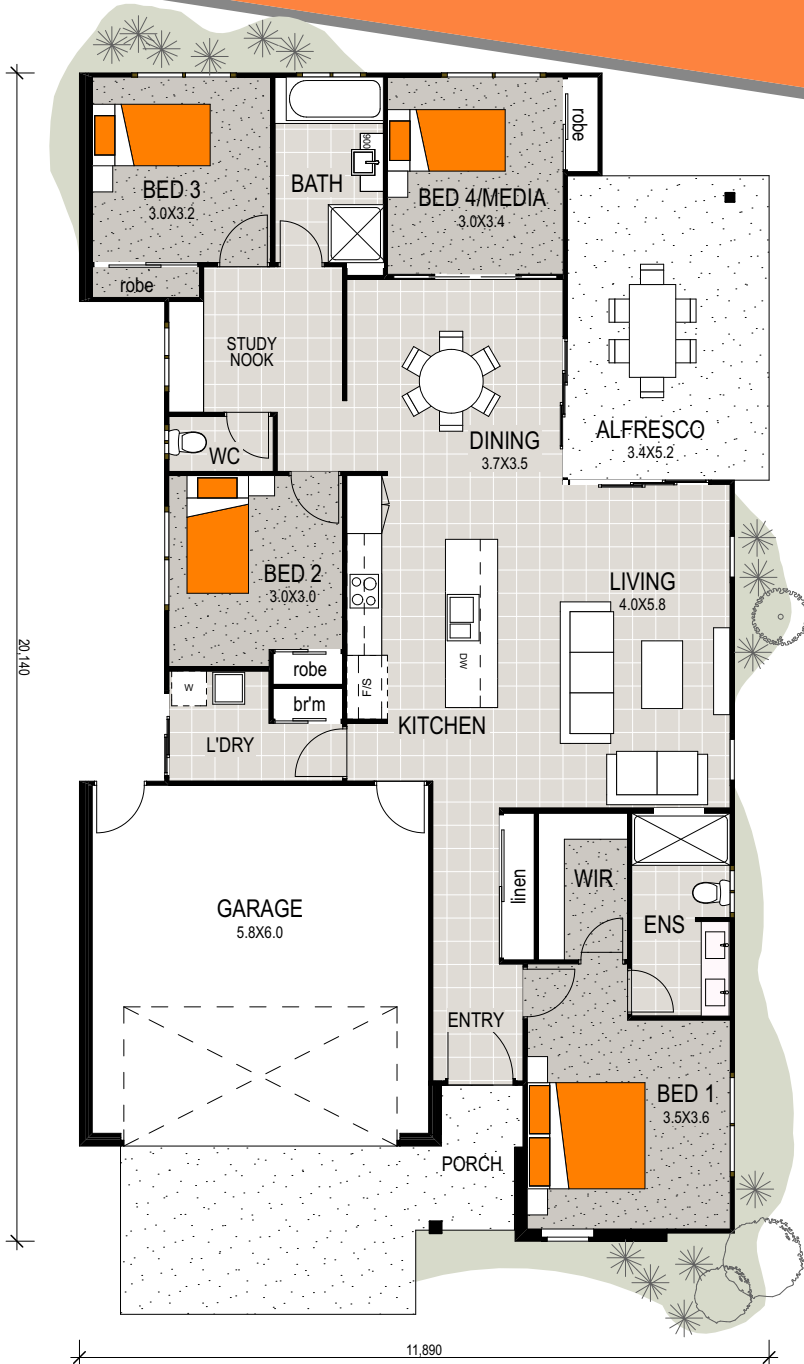 BED 3
3.0X3.2
robe
BATH
900
BED 4/MEDIA
3.0X3.4
robe
STUDY
NOOK
WC
DINING
3.7X3.5
ALFRESCO
3.4X5.2
BED 2
3.0X3.0
robe
br'm
W
L'DRY
F/S
DW
KITCHEN
LIVING
4.0X5.8
20,140
GARAGE
5.8X6.0
linen
WIR
ENS
ENTRY
BED 1
3.5X3.6
PORCH
11,890